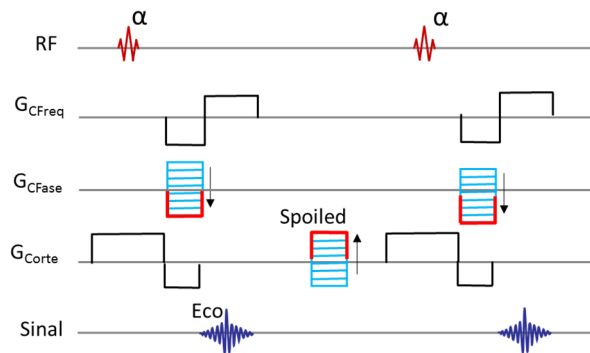 α α
RF
GCFreq
GCFase
Spoiled
GCorte
Eco
Sinal